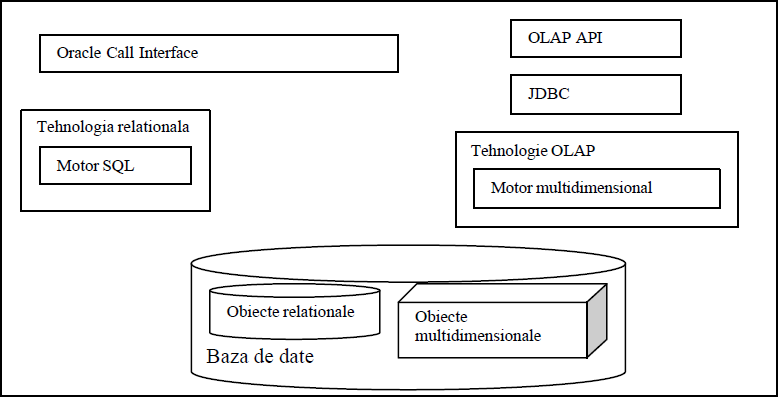 Oracle Call Interface
OLAP API
JDBC
Tehnologia relationala
Motor SQL
Tehnologie OLAP
Motor multidimensional
Obiecte relationale
Obiecte
multidimensionale
Baza de date